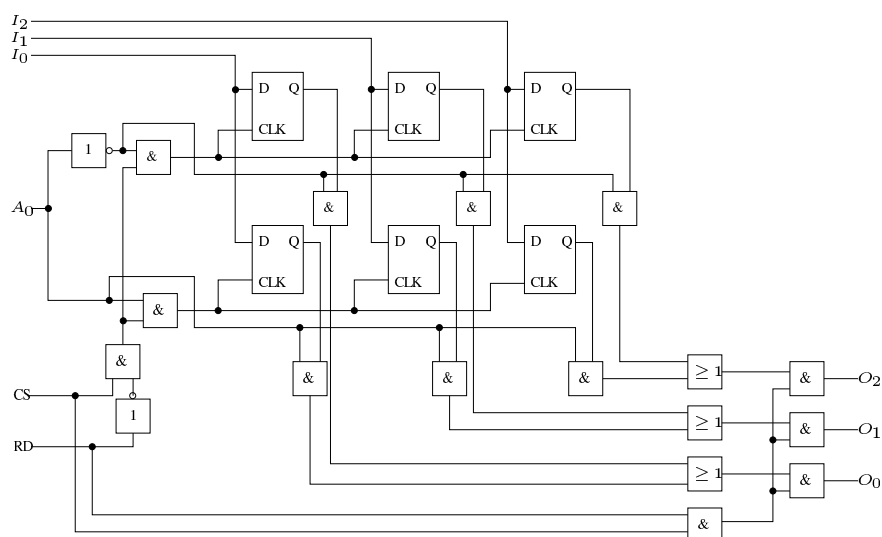 I2
I1
I0
D Q D Q D Q
CLK CLK CLK
1
&
A0
& & &
D Q D Q D Q
CLK CLK CLK
&
&
& & &
≥ 1 & O2
CS
1
≥ 1 & O1
RD
≥ 1 & O0
&